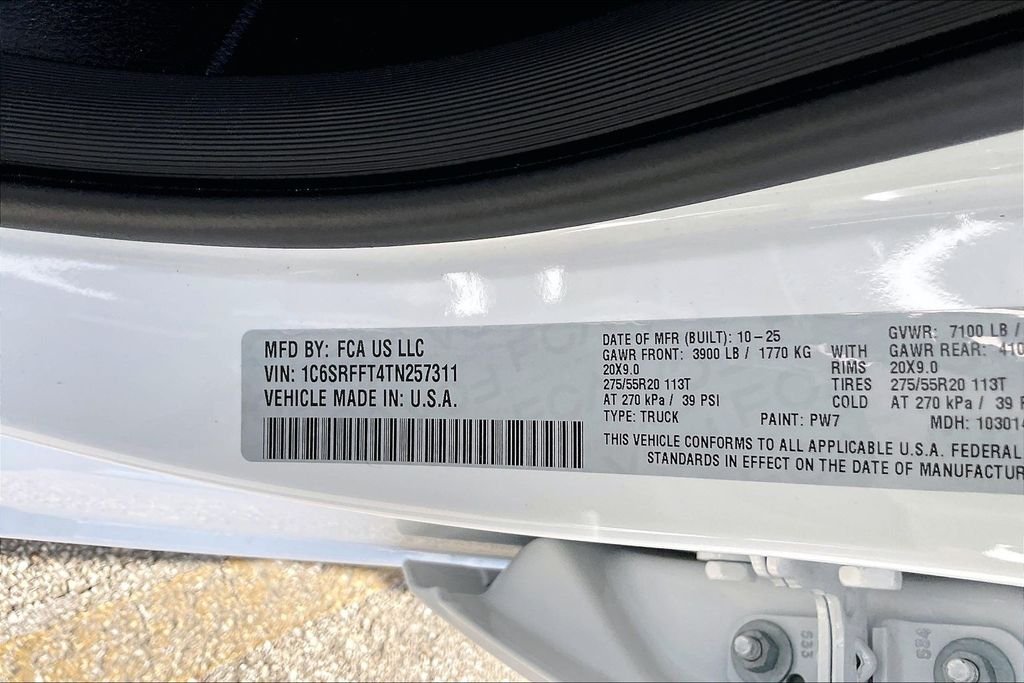 MFD BY: FCA US LLC
VIN: 1C6SRFFT4TN257311
VEHICLE MADE IN: U.S.A.
DATE OF MFR (BUILT): 10-25
GVWR: 7100 LB /
GAWR FRONT: 3900 LB / 1770 KG WITH GAWR REAR: 410
20X9.0 RIMS 20X9.0
275/55R20 113T TIRES 275/55R20 113T
AT 270 kPa / 39 PSI COLD AT 270 kPa / 39 P
TYPE: TRUCK PAINT: PW7 MDH: 103014
THIS VEHICLE CONFORMS TO ALL APPLICABLE U.S.A. FEDERAL
STANDARDS IN EFFECT ON THE DATE OF MANUFACTUR
533